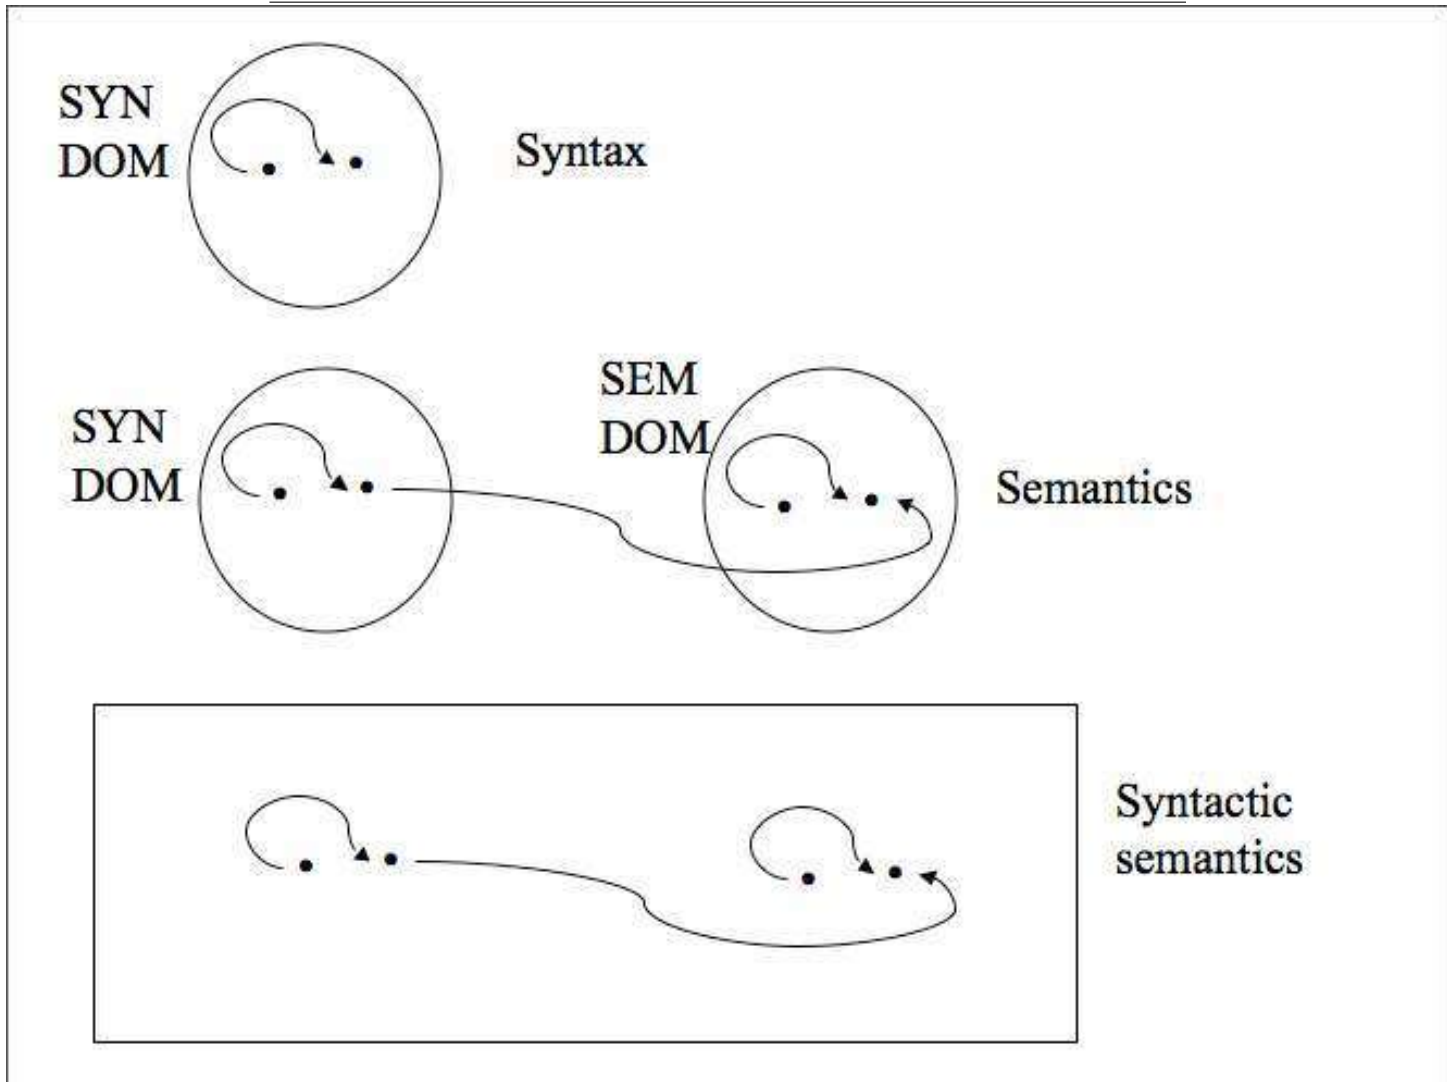 SYN
DOM
Syntax
SYN
DOM
SEM
DOM
Semantics
Syntactic
semantics